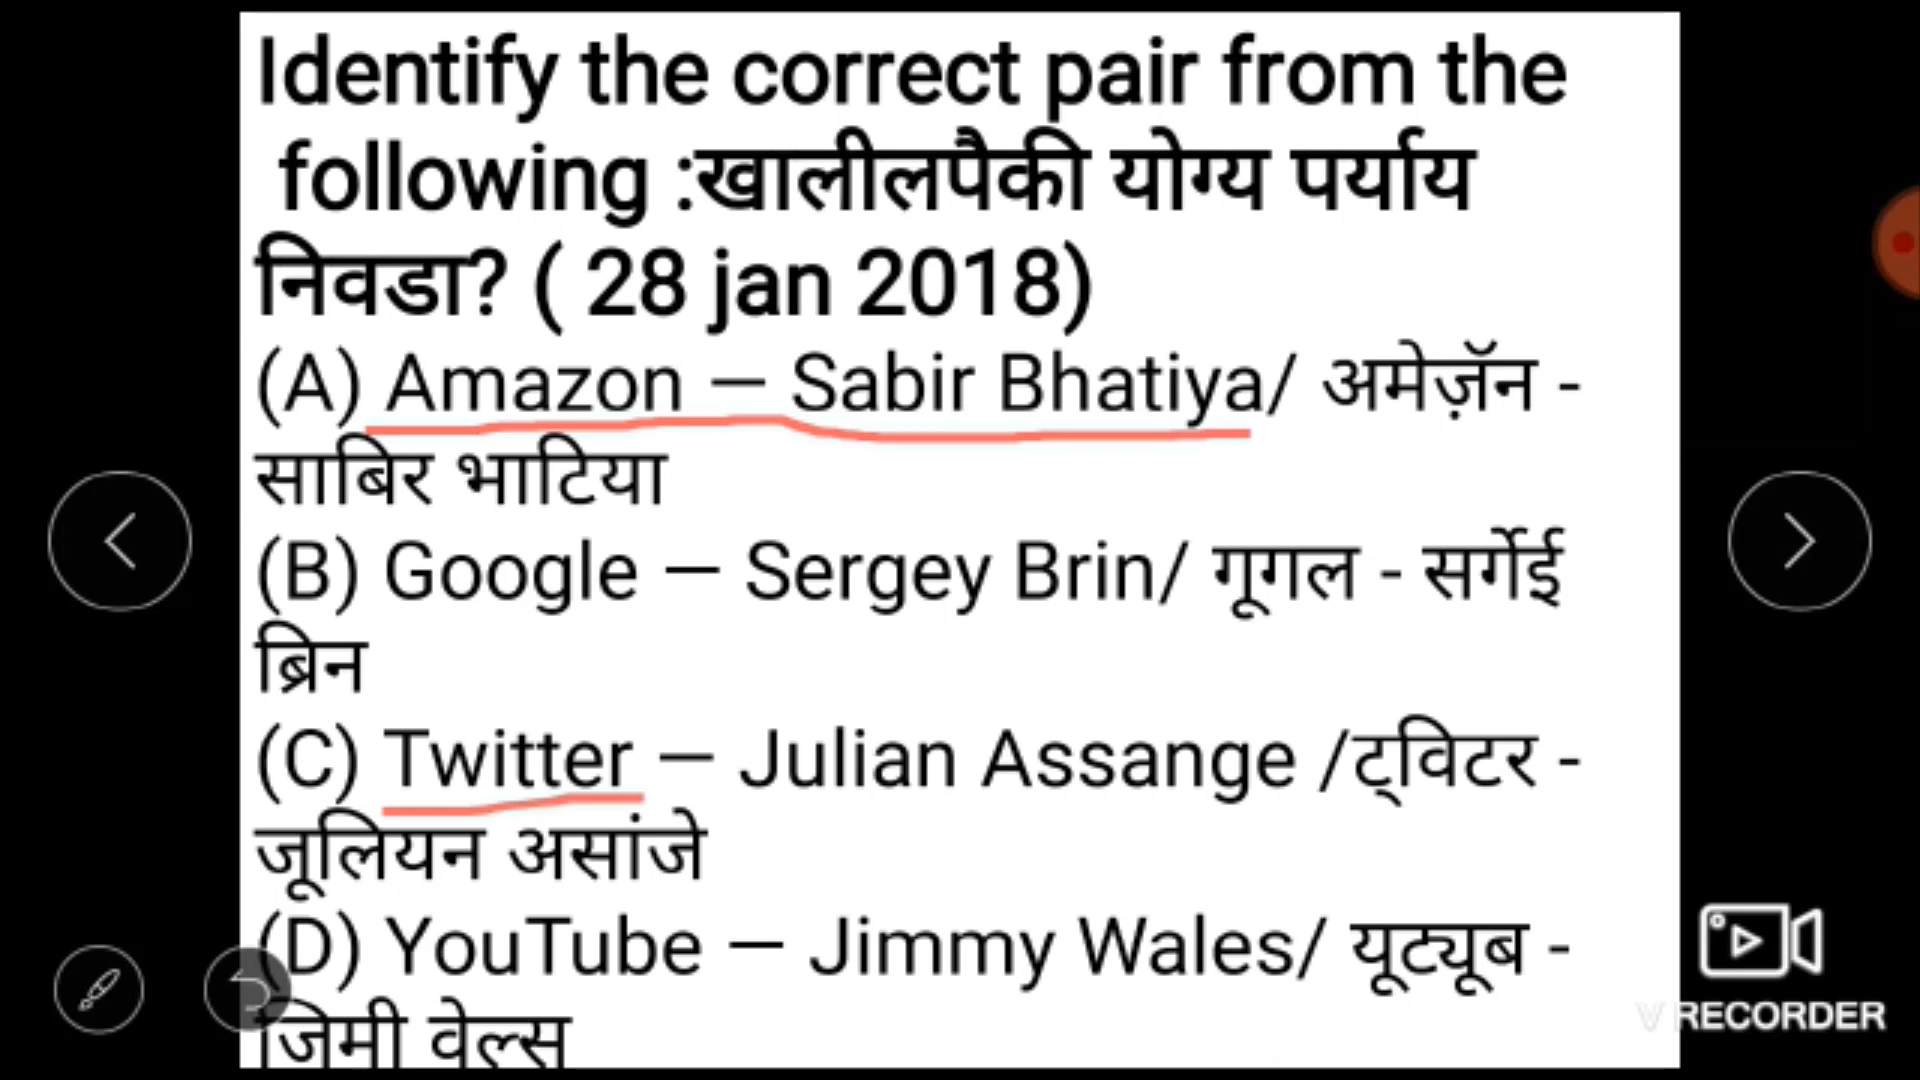 Identify the correct pair from the
following :खालीलपैकी योग्य पर्याय
निवडा? ( 28 jan 2018)
(A) Amazon — Sabir Bhatiya/ अमेज़ॅन -
साबिर भाटिया
(B) Google — Sergey Brin/ गूगल - सर्गेई
ब्रिन
(C) Twitter — Julian Assange /ट्विटर -
जूलियन असांजे
(D) YouTube — Jimmy Wales/ यूट्यूब -
जिमी वेल्स
V RECORDER